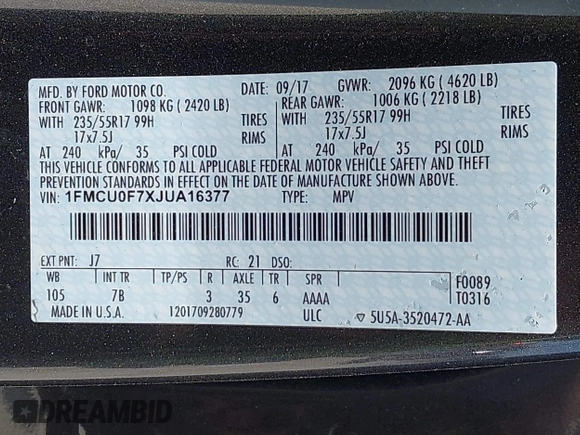 MFD. BY FORD MOTOR CO. DATE: 09/17 GVWR: 2096 KG ( 4620 LB)
FRONT GAWR: 1098 KG ( 2420 LB) REAR GAWR: 1006 KG ( 2218 LB)
WITH 235/55R17 99H TIRES WITH 235/55R17 99H TIRES
17x7.5J RIMS 17x7.5J RIMS
AT 240 kPa/ 35 PSI COLD AT 240 kPa/ 35 PSI COLD
THIS VEHICLE CONFORMS TO ALL APPLICABLE FEDERAL MOTOR VEHICLE SAFETY AND THEFT
PREVENTION STANDARDS IN EFFECT ON THE DATE OF MANUFACTURE SHOWN ABOVE.
VIN: 1FMCU0F7XJUA16377 TYPE: MPV
EXT PNT: J7 RC: 21 DSO:
WB INT TR TP/PS R AXLE TR SPR F0089
105 7B 3 35 6 AAAA T0316
MADE IN U.S.A. 1201709280779 ULC 5U5A-3520472-AA
DREAMBID